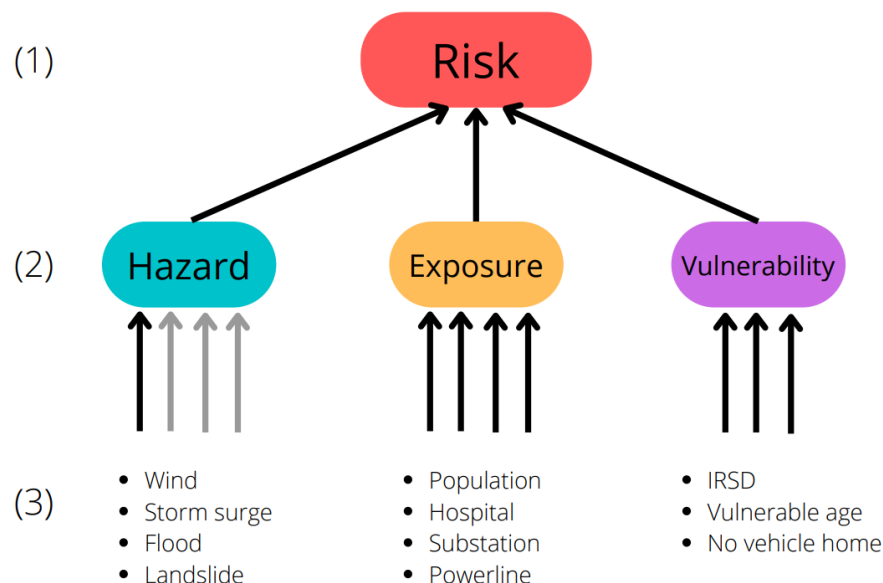 (1)
Risk
(2)
Hazard
Exposure
Vulnerability
(3)
• Wind
• Storm surge
• Flood
• Landslide
• Population
• Hospital
• Substation
• Powerline
• IRSD
• Vulnerable age
• No vehicle home